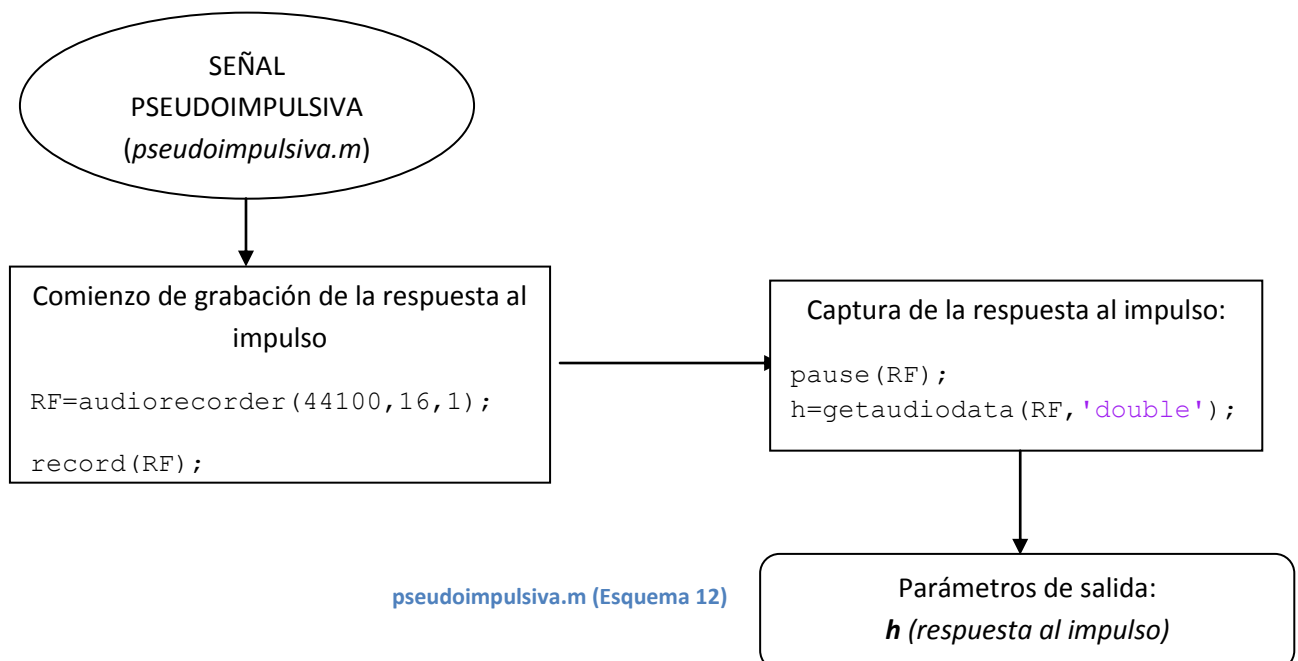 SEÑAL
PSEUDOIMPULSIVA
(pseudoimpulsiva.m)
Comienzo de grabación de la respuesta al
impulso
RF=audiorecorder(44100,16,1);
record(RF);
Captura de la respuesta al impulso:
pause(RF);
h=getaudiodata(RF,'double');
pseudoimpulsiva.m (Esquema 12)
Parámetros de salida:
h (respuesta al impulso)